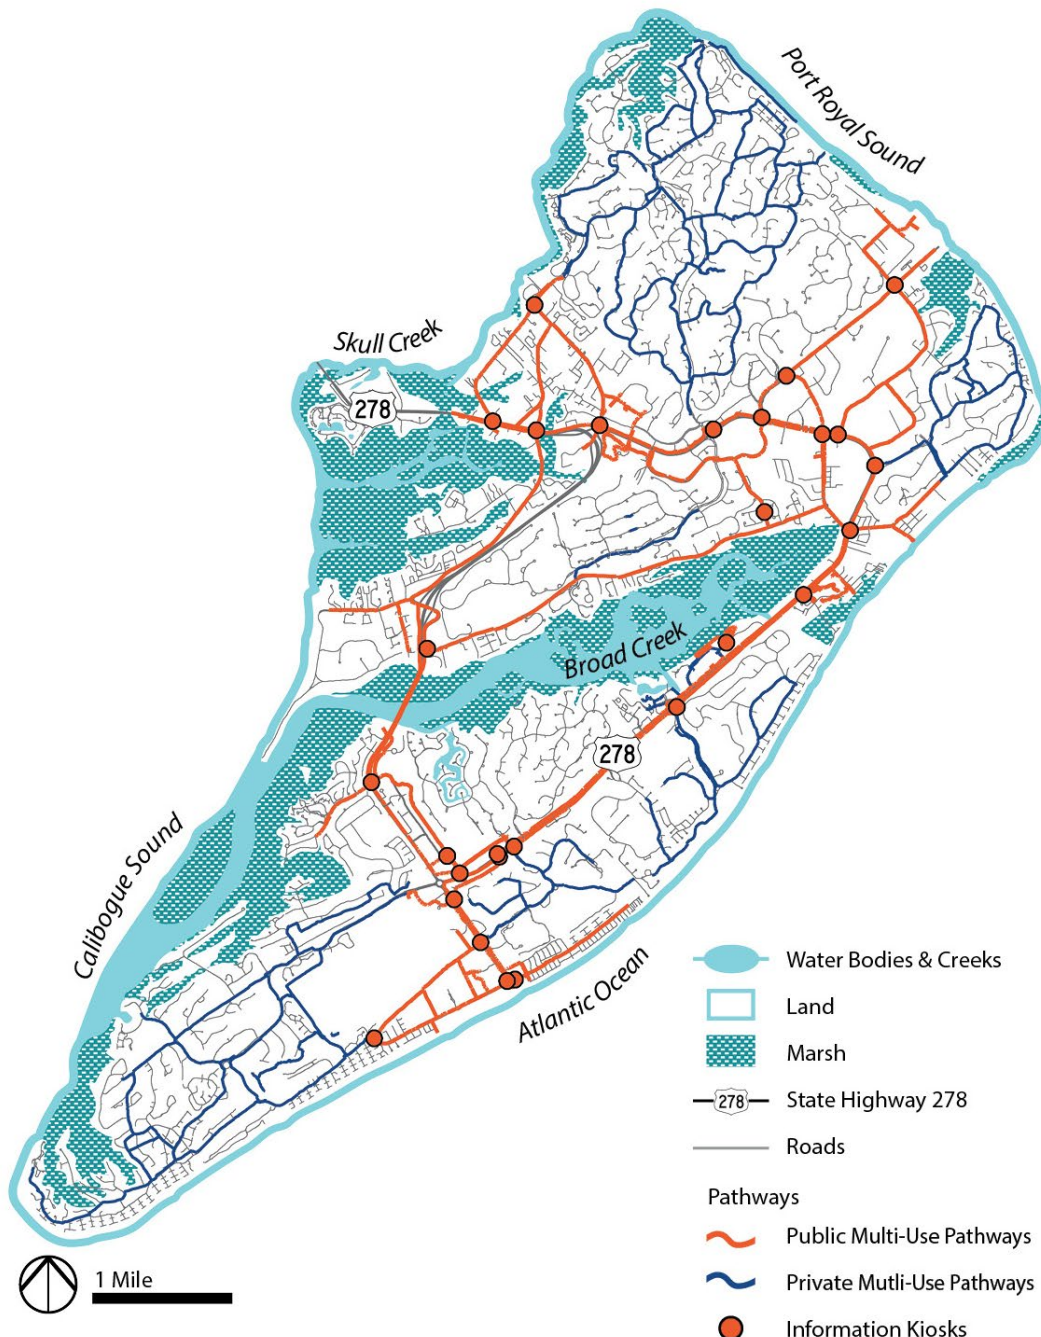 Port Royal Sound
Skull Creek
278
Broad Creek
278
Calibogue Sound
Atlantic Ocean
Water Bodies & Creeks
Land
Marsh
278
State Highway 278
Roads
Pathways
Public Multi-Use Pathways
Private Mutli-Use Pathways
Information Kiosks
1 Mile